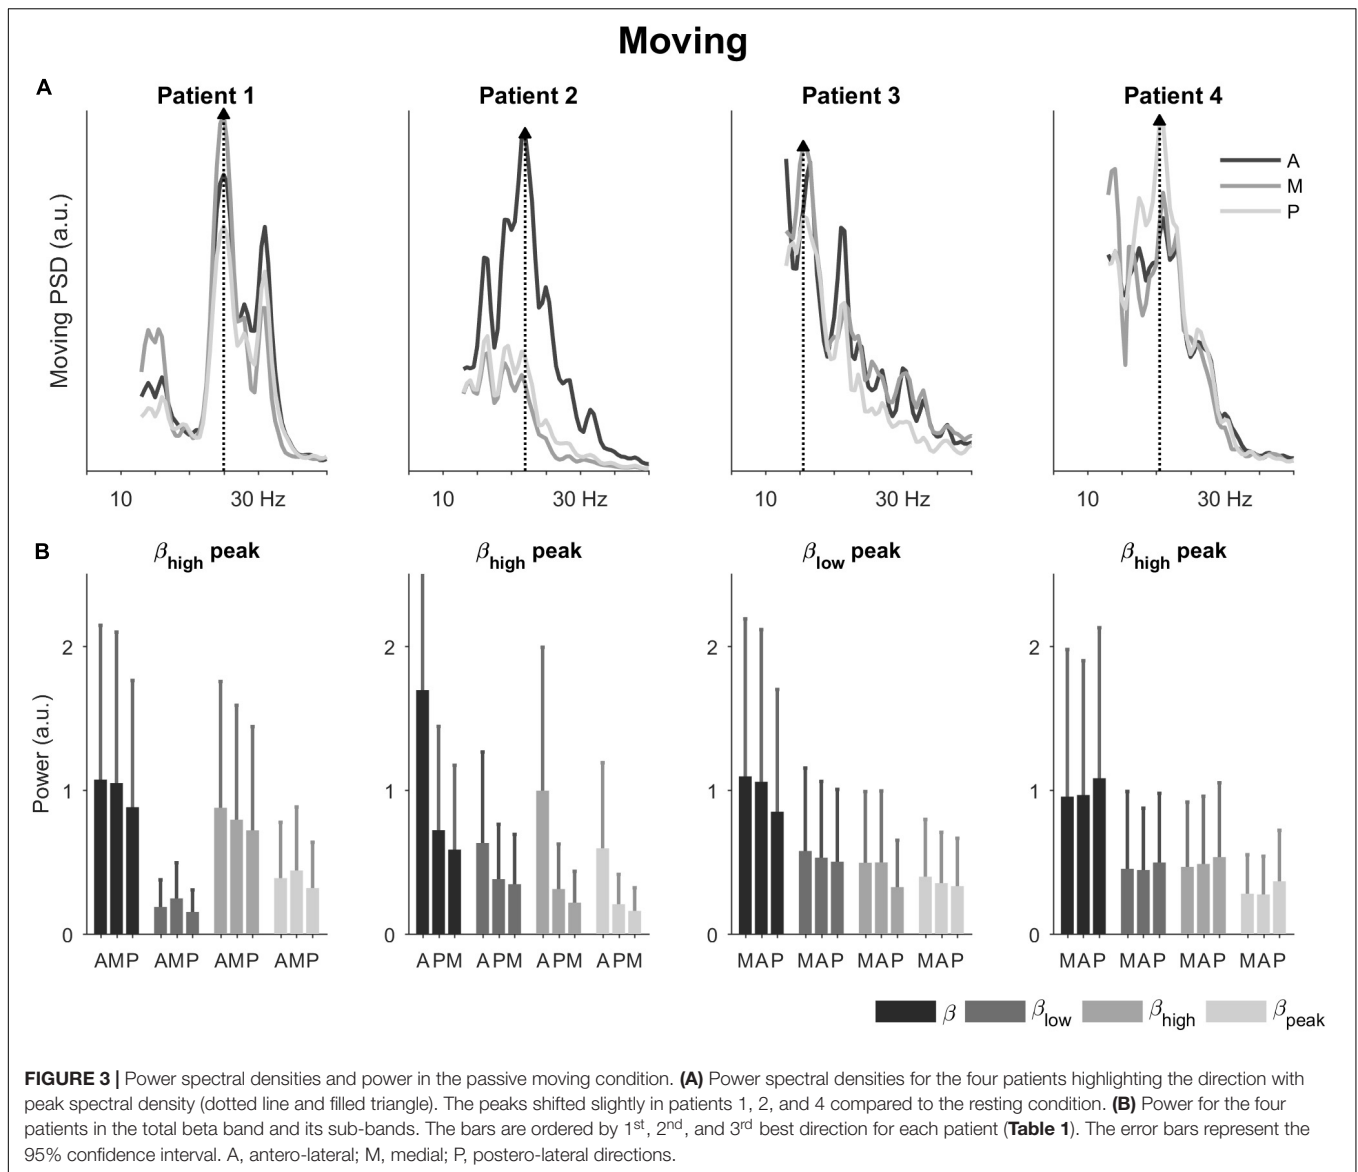 Moving
A
Patient 1 Patient 2 Patient 3 Patient 4
A
M
P
Moving PSD (a.u.)
10 30 Hz 10 30 Hz 10 30 Hz 10 30 Hz
B
βhigh peak βhigh peak βlow peak βhigh peak
Power (a.u.)
2 2 2 2
1 1 1 1
0 0 0 0
AMP AMP AMP AMP APM APM APM APM MAP MAP MAP MAP MAP MAP MAP MAP
β βlow βhigh βpeak
FIGURE 3 | Power spectral densities and power in the passive moving condition. (A) Power spectral densities for the four patients highlighting the direction with
peak spectral density (dotted line and filled triangle). The peaks shifted slightly in patients 1, 2, and 4 compared to the resting condition. (B) Power for the four
patients in the total beta band and its sub-bands. The bars are ordered by 1st, 2nd, and 3rd best direction for each patient (Table 1). The error bars represent the
95% confidence interval. A, antero-lateral; M, medial; P, postero-lateral directions.